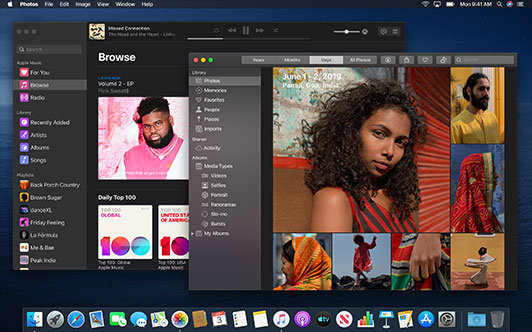 Photos File Edit Image View Window Help
Mon 9:41 AM
Missed Connection
The Head and the Heart - Living
Search
Apple Music
For You
Browse
Radio
Library
Recently Added
Artists
Albums
Songs
Playlists
Back Porch Country
Brown Sugar
danceXL
Friday Feeling
La Fórmula
Me & Bae
Peak Indie
Browse
Volume 2 - EP
Pink Sweat$
Daily Top 100
TOP 100
GLOBAL
100
Top 100: Global
Apple Music
TOP 100
UNITED STATES
OF AMERICA
100
Top 100: USA
Apple Music
Years Months Days All Photos
Search
Library
Photos
Memories
Favorites
People
Places
Imports
Shared
Activity
Albums
Media Types
Videos
Selfies
Portrait
Panoramas
Slo-mo
Bursts
My Albums
June 1 - 2, 2019
Panaji, Goa, India
3
tv